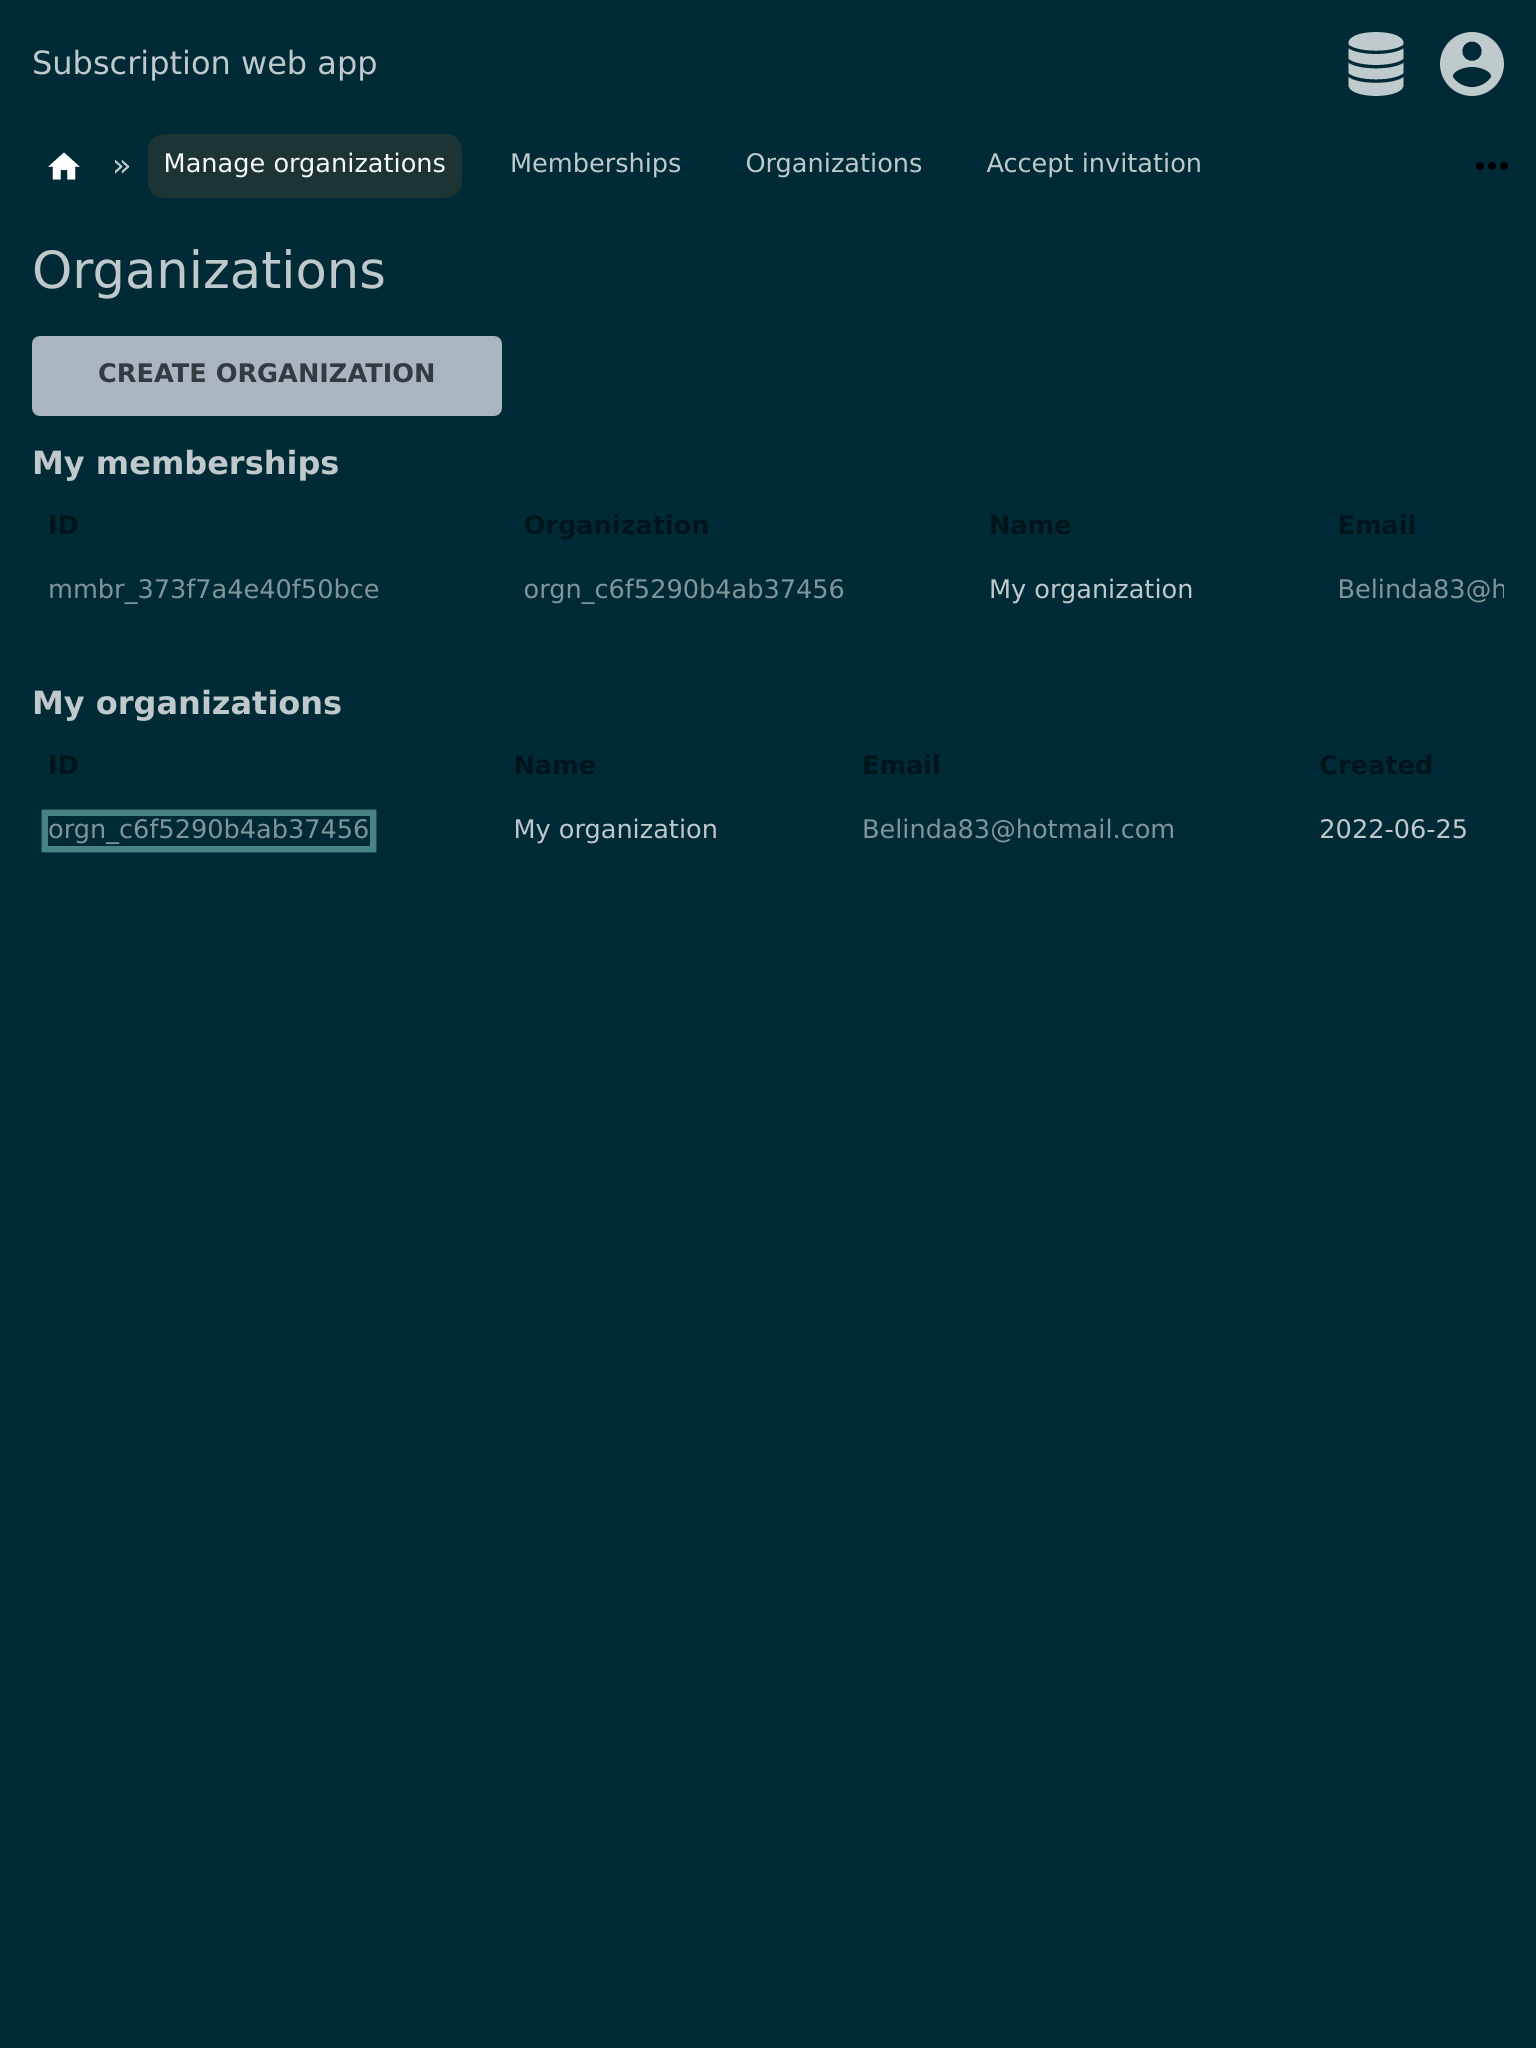 Subscription web app
» Manage organizations Memberships Organizations Accept invitation •••
Organizations
CREATE ORGANIZATION
My memberships
ID Organization Name Email
mmbr_373f7a4e40f50bce orgn_c6f5290b4ab37456 My organization Belinda83@h
My organizations
ID Name Email Created
orgn_c6f5290b4ab37456 My organization Belinda83@hotmail.com 2022-06-25